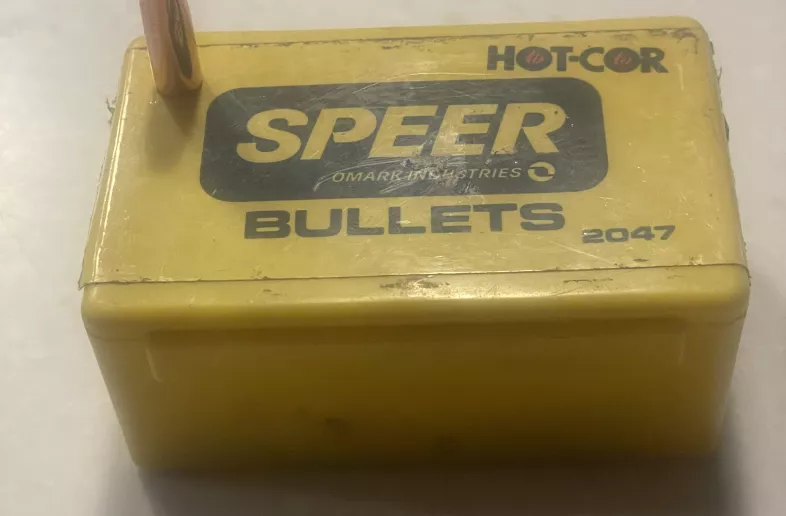 HOT-COR
SPEER
OMARK INDUSTRIES
BULLETS
2047